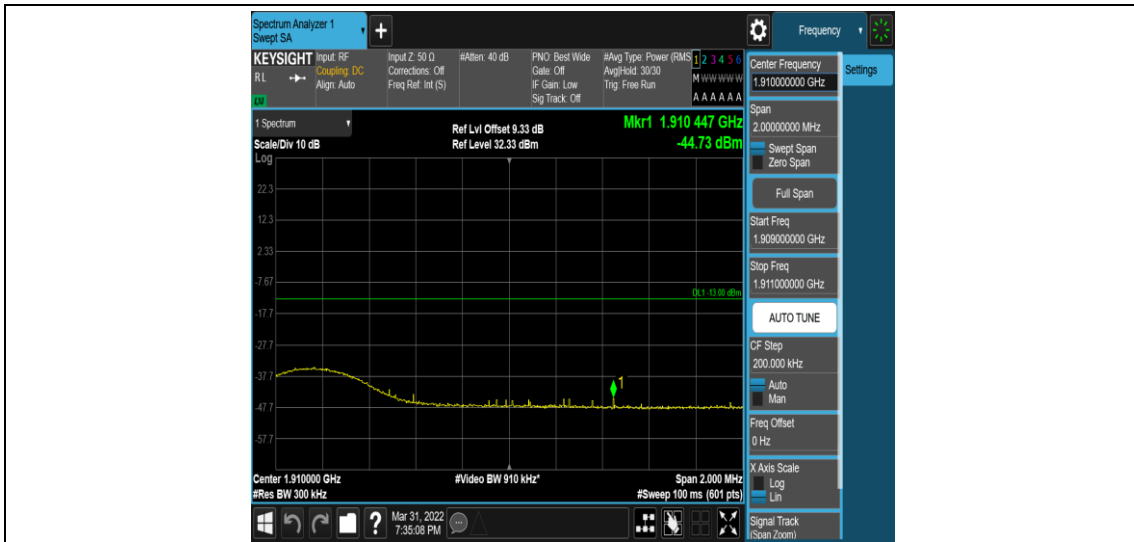 Spectrum Analyzer 1
Swept SA
+
Frequency
KEYSIGHT
RL
LXI
Input: RF
Coupling: DC
Align: Auto
Input Z: 50 Ω
Corrections: Off
Freq Ref: Int (S)
#Atten: 40 dB
PNO: Best Wide
Gate: Off
IF Gain: Low
Sig Track: Off
#Avg Type: Power (RMS
Avg|Hold: 30/30
Trig: Free Run
1 2 3 4 5 6
M W W W W W
A A A A A A
1 Spectrum
Scale/Div 10 dB
Ref Lvl Offset 9.33 dB
Ref Level 32.33 dBm
Mkr1 1.910 447 GHz
-44.73 dBm
Log
22.3
12.3
2.33
-7.67
DL1 -13.00 dBm
-17.7
-27.7
-37.7
1
-47.7
-57.7
Center 1.910000 GHz
#Video BW 910 kHz*
Span 2.000 MHz
#Res BW 300 kHz
#Sweep 100 ms (601 pts)
?
Mar 31, 2022
7:35:08 PM
Center Frequency
1.910000000 GHz
Settings
Span
2.00000000 MHz
Swept Span
Zero Span
Full Span
Start Freq
1.909000000 GHz
Stop Freq
1.911000000 GHz
AUTO TUNE
CF Step
200.000 kHz
Auto
Man
Freq Offset
0 Hz
X Axis Scale
Log
Lin
Signal Track
(Span Zoom)